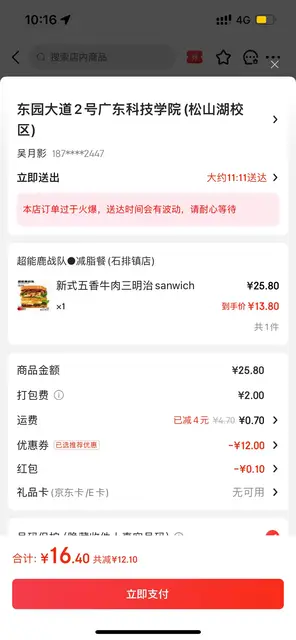 10:16
4G
搜索店内商品
东园大道2号广东科技学院(松山湖校
区)
吴月影 187****2447
立即送出 大约11:11送达
本店订单过于火爆，送达时间会有波动，请耐心等待
超能鹿战队●减脂餐(石排镇店)
新式五香牛肉三明治sanwich ¥25.80
×1 到手价 ¥13.80
共1件
商品金额 ¥25.80
打包费 ¥2.00
运费 已减4元 ¥4.70 ¥0.70
优惠券 已选推荐优惠 -¥12.00
红包 -¥0.10
礼品卡(京东卡/E卡) 无可用
合计: ¥16.40 共减¥12.10
立即支付